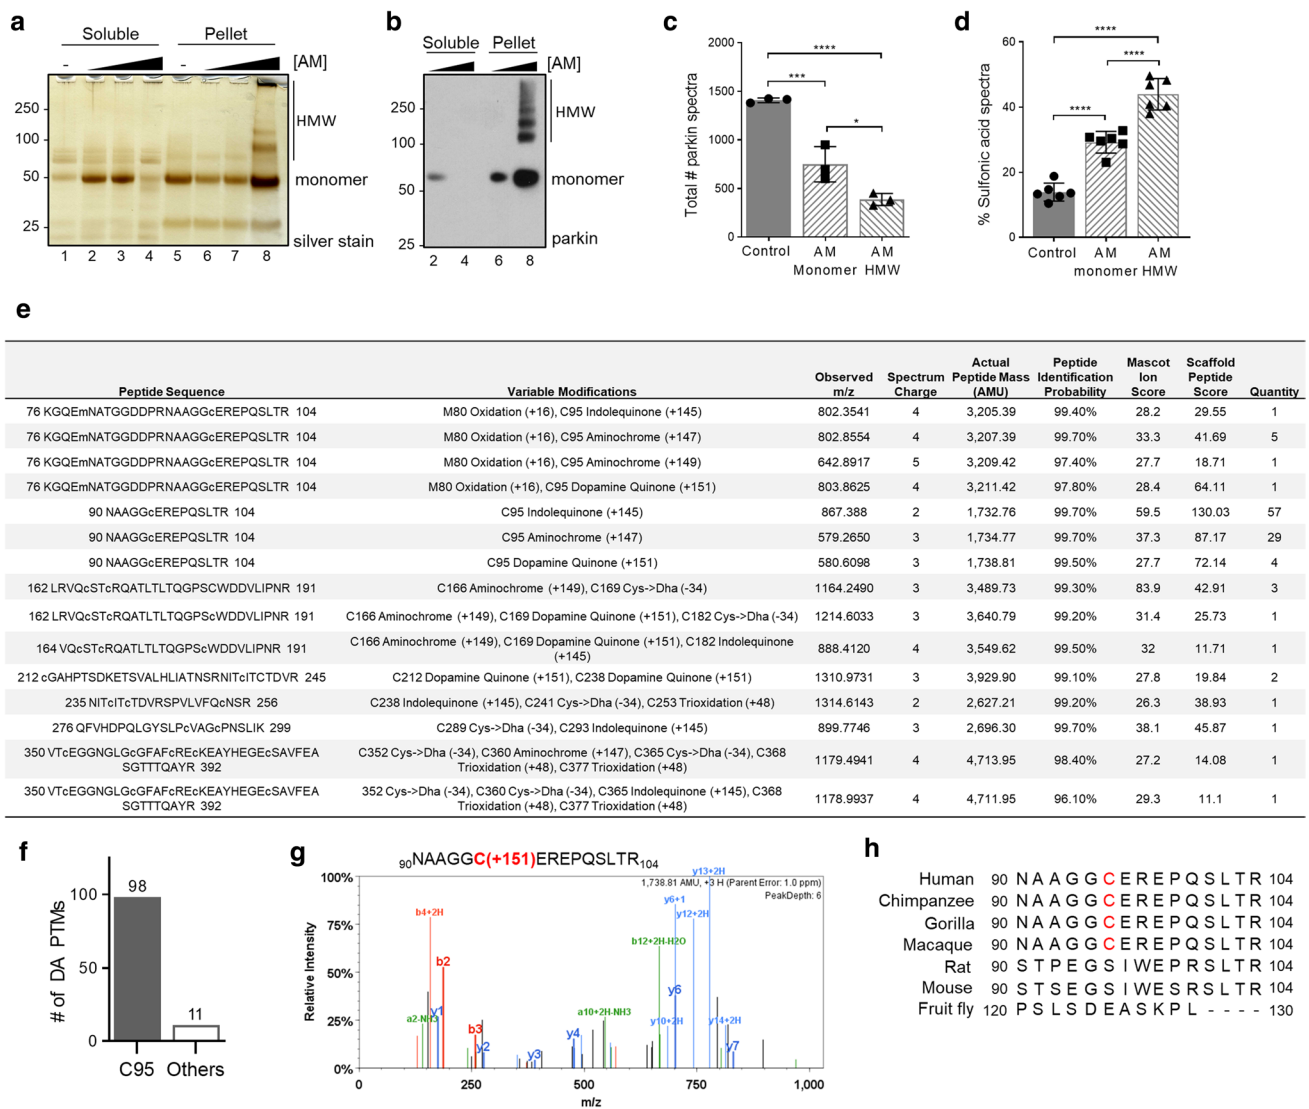 a
Soluble
Pellet
-
-
[AM]
250
100
50
25
HMW
monomer
silver stain
1 2 3 4 5 6 7 8
b
Soluble
Pellet
[AM]
250
100
50
25
HMW
monomer
parkin
2 4 6 8
c
Total # parkin spectra
2000
1500
1000
500
0
****
***
*
Control
AM
Monomer
AM
HMW
d
% Sulfonic acid spectra
60
40
20
0
****
****
****
Control
AM
monomer
AM
HMW
e
Peptide Sequence Variable Modifications Observed m/z Spectrum Charge Actual Peptide Mass (AMU) Peptide Identification Probability Mascot Ion Score Scaffold Peptide Score Quantity
76 KGQEmNATGGDDPRNAAGGcEREPQSLTR 104 M80 Oxidation (+16), C95 Indolequinone (+145) 802.3541 4 3,205.39 99.40% 28.2 29.55 1
76 KGQEmNATGGDDPRNAAGGcEREPQSLTR 104 M80 Oxidation (+16), C95 Aminochrome (+147) 802.8554 4 3,207.39 99.70% 33.3 41.69 5
76 KGQEmNATGGDDPRNAAGGcEREPQSLTR 104 M80 Oxidation (+16), C95 Aminochrome (+149) 642.8917 5 3,209.42 97.40% 27.7 18.71 1
76 KGQEmNATGGDDPRNAAGGcEREPQSLTR 104 M80 Oxidation (+16), C95 Dopamine Quinone (+151) 803.8625 4 3,211.42 97.80% 28.4 64.11 1
90 NAAGGcEREPQSLTR 104 C95 Indolequinone (+145) 867.388 2 1,732.76 99.70% 59.5 130.03 57
90 NAAGGcEREPQSLTR 104 C95 Aminochrome (+147) 579.2650 3 1,734.77 99.70% 37.3 87.17 29
90 NAAGGcEREPQSLTR 104 C95 Dopamine Quinone (+151) 580.6098 3 1,738.81 99.50% 27.7 72.14 4
162 LRVQcSTcRQATLTLTQGPSCWDDVLIPNR 191 C166 Aminochrome (+149), C169 Cys->Dha (-34) 1164.2490 3 3,489.73 99.30% 83.9 42.91 3
162 LRVQcSTcRQATLTLTQGPScWDDVLIPNR 191 C166 Aminochrome (+149), C169 Dopamine Quinone (+151), C182 Cys->Dha (-34) 1214.6033 3 3,640.79 99.20% 31.4 25.73 1
164 VQcSTcRQATLTLTQGPScWDDVLIPNR 191 C166 Aminochrome (+149), C169 Dopamine Quinone (+151), C182 Indolequinone (+145) 888.4120 4 3,549.62 99.50% 32 11.71 1
212 cGAHPTSDKETSVALHLIATNSRNITcITCTDVR 245 C212 Dopamine Quinone (+151), C238 Dopamine Quinone (+151) 1310.9731 3 3,929.90 99.10% 27.8 19.84 2
235 NITcITcTDVRSPVLVFQcNSR 256 C238 Indolequinone (+145), C241 Cys->Dha (-34), C253 Trioxidation (+48) 1314.6143 2 2,627.21 99.20% 26.3 38.93 1
276 QFVHDPQLGYSLPcVAGcPNSLIK 299 C289 Cys->Dha (-34), C293 Indolequinone (+145) 899.7746 3 2,696.30 99.70% 38.1 45.87 1
350 VTcEGGNGLGcGFAFcREcKEAYHEGEcSAVFEA SGTTTQAYR 392 C352 Cys->Dha (-34), C360 Aminochrome (+147), C365 Cys->Dha (-34), C368 Trioxidation (+48), C377 Trioxidation (+48) 1179.4941 4 4,713.95 98.40% 27.2 14.08 1
350 VTcEGGNGLGcGFAFcREcKEAYHEGEcSAVFEA SGTTTQAYR 392 352 Cys->Dha (-34), C360 Cys->Dha (-34), C365 Indolequinone (+145), C368 Trioxidation (+48), C377 Trioxidation (+48) 1178.9937 4 4,711.95 96.10% 29.3 11.1 1
f
# of DA PTMs
100
50
0
98
11
C95
Others
g
90NAAGGC(+151)EREPQSLTR104
1,738.81 AMU, +3 H (Parent Error: 1.0 ppm)
PeakDepth: 6
Relative Intensity
100%
75%
50%
25%
0%
y13+2H
y6+1
y12+2H
b4+2H
b12+2H-H2O
b2
y6
y1
a2-NH3
a10+2H-NH3
y10+2H
y14+2H
b3
y2
y4
y3
y7
0 250 500 750 1,000
m/z
h
Human 90 N A A G G C E R E P Q S L T R 104
Chimpanzee 90 N A A G G C E R E P Q S L T R 104
Gorilla 90 N A A G G C E R E P Q S L T R 104
Macaque 90 N A A G G C E R E P Q S L T R 104
Rat 90 S T P E G S I W E P R S L T R 104
Mouse 90 S T S E G S I W E S R S L T R 104
Fruit fly 120 P S L S D E A S K P L - - - - 130